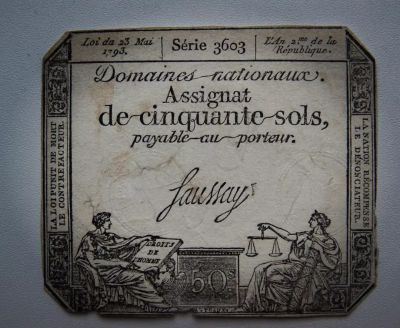 Loi du 23 Mai
1793.
Série 3603
L'An 2.me de la
République.
Domaines nationaux.
Assignat
de cinquante sols,
payable au porteur.
Saussay
LA LOI PUNIT DE MORT
LE CONTREFACTEUR.
LA NATION RÉCOMPENSE
LE DÉNONCIATEUR.
DROITS
DE
L'HOMME
50